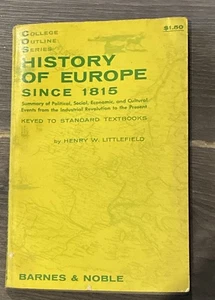 COLLEGE
OUTLINE
SERIES
$1.50
HISTORY
OF EUROPE
SINCE 1815
Summary of Political, Social, Economic, and Cultural
Events from the Industrial Revolution to the Present
KEYED TO STANDARD TEXTBOOKS
by HENRY W. LITTLEFIELD
BARNES & NOBLE